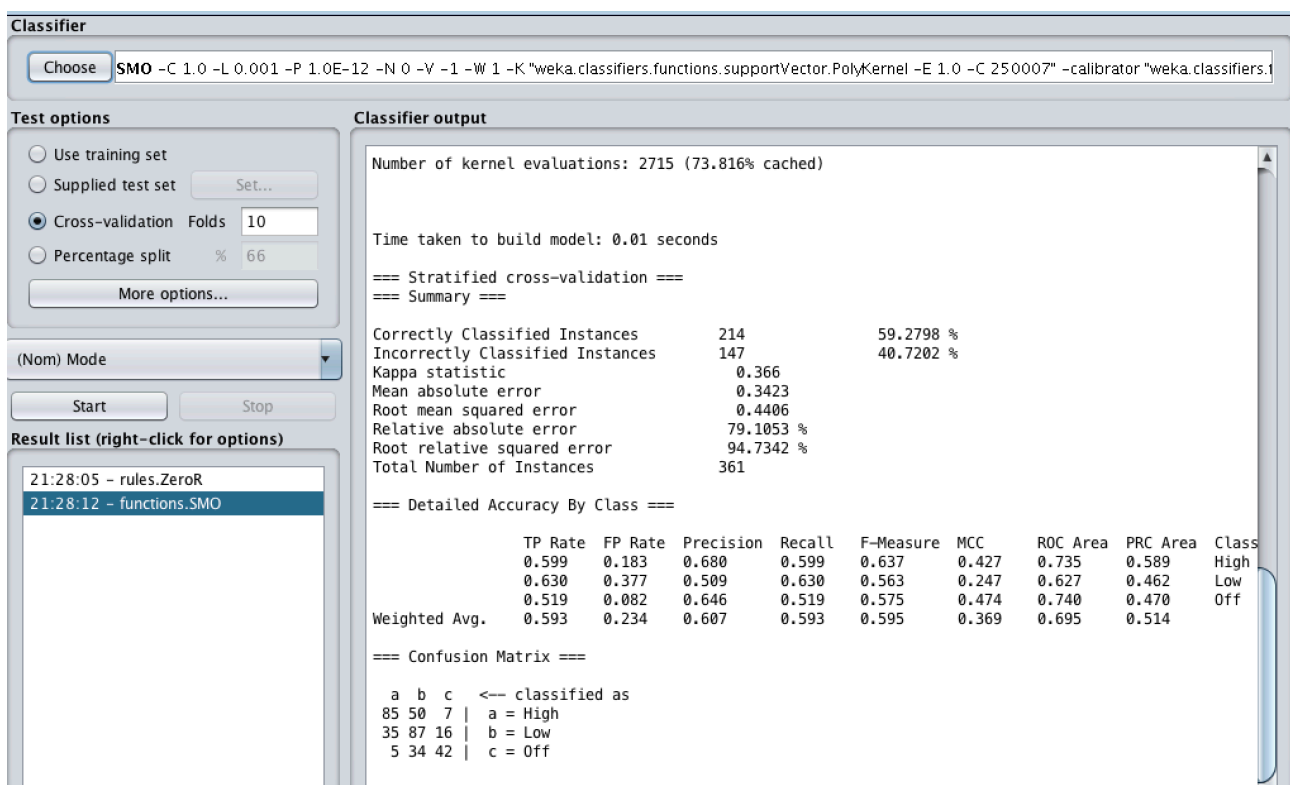 Classifier
Choose SMO -C 1.0 -L 0.001 -P 1.0E-12 -N 0 -V -1 -W 1 -K "weka.classifiers.functions.supportVector.PolyKernel -E 1.0 -C 250007" -calibrator "weka.classifiers.
Test options
Use training set
Supplied test set Set...
Cross-validation Folds 10
Percentage split % 66
More options...
(Nom) Mode
Start Stop
Result list (right-click for options)
21:28:05 - rules.ZeroR
21:28:12 - functions.SMO
Classifier output
Number of kernel evaluations: 2715 (73.816% cached)
Time taken to build model: 0.01 seconds
=== Stratified cross-validation ===
=== Summary ===
Correctly Classified Instances 214 59.2798 %
Incorrectly Classified Instances 147 40.7202 %
Kappa statistic 0.366
Mean absolute error 0.3423
Root mean squared error 0.4406
Relative absolute error 79.1053 %
Root relative squared error 94.7342 %
Total Number of Instances 361
=== Detailed Accuracy By Class ===
TP Rate FP Rate Precision Recall F-Measure MCC ROC Area PRC Area Class
0.599 0.183 0.680 0.599 0.637 0.427 0.735 0.589 High
0.630 0.377 0.509 0.630 0.563 0.247 0.627 0.462 Low
0.519 0.082 0.646 0.519 0.575 0.474 0.740 0.470 Off
Weighted Avg. 0.593 0.234 0.607 0.593 0.595 0.369 0.695 0.514
=== Confusion Matrix ===
a b c <-- classified as
85 50 7 | a = High
35 87 16 | b = Low
5 34 42 | c = Off